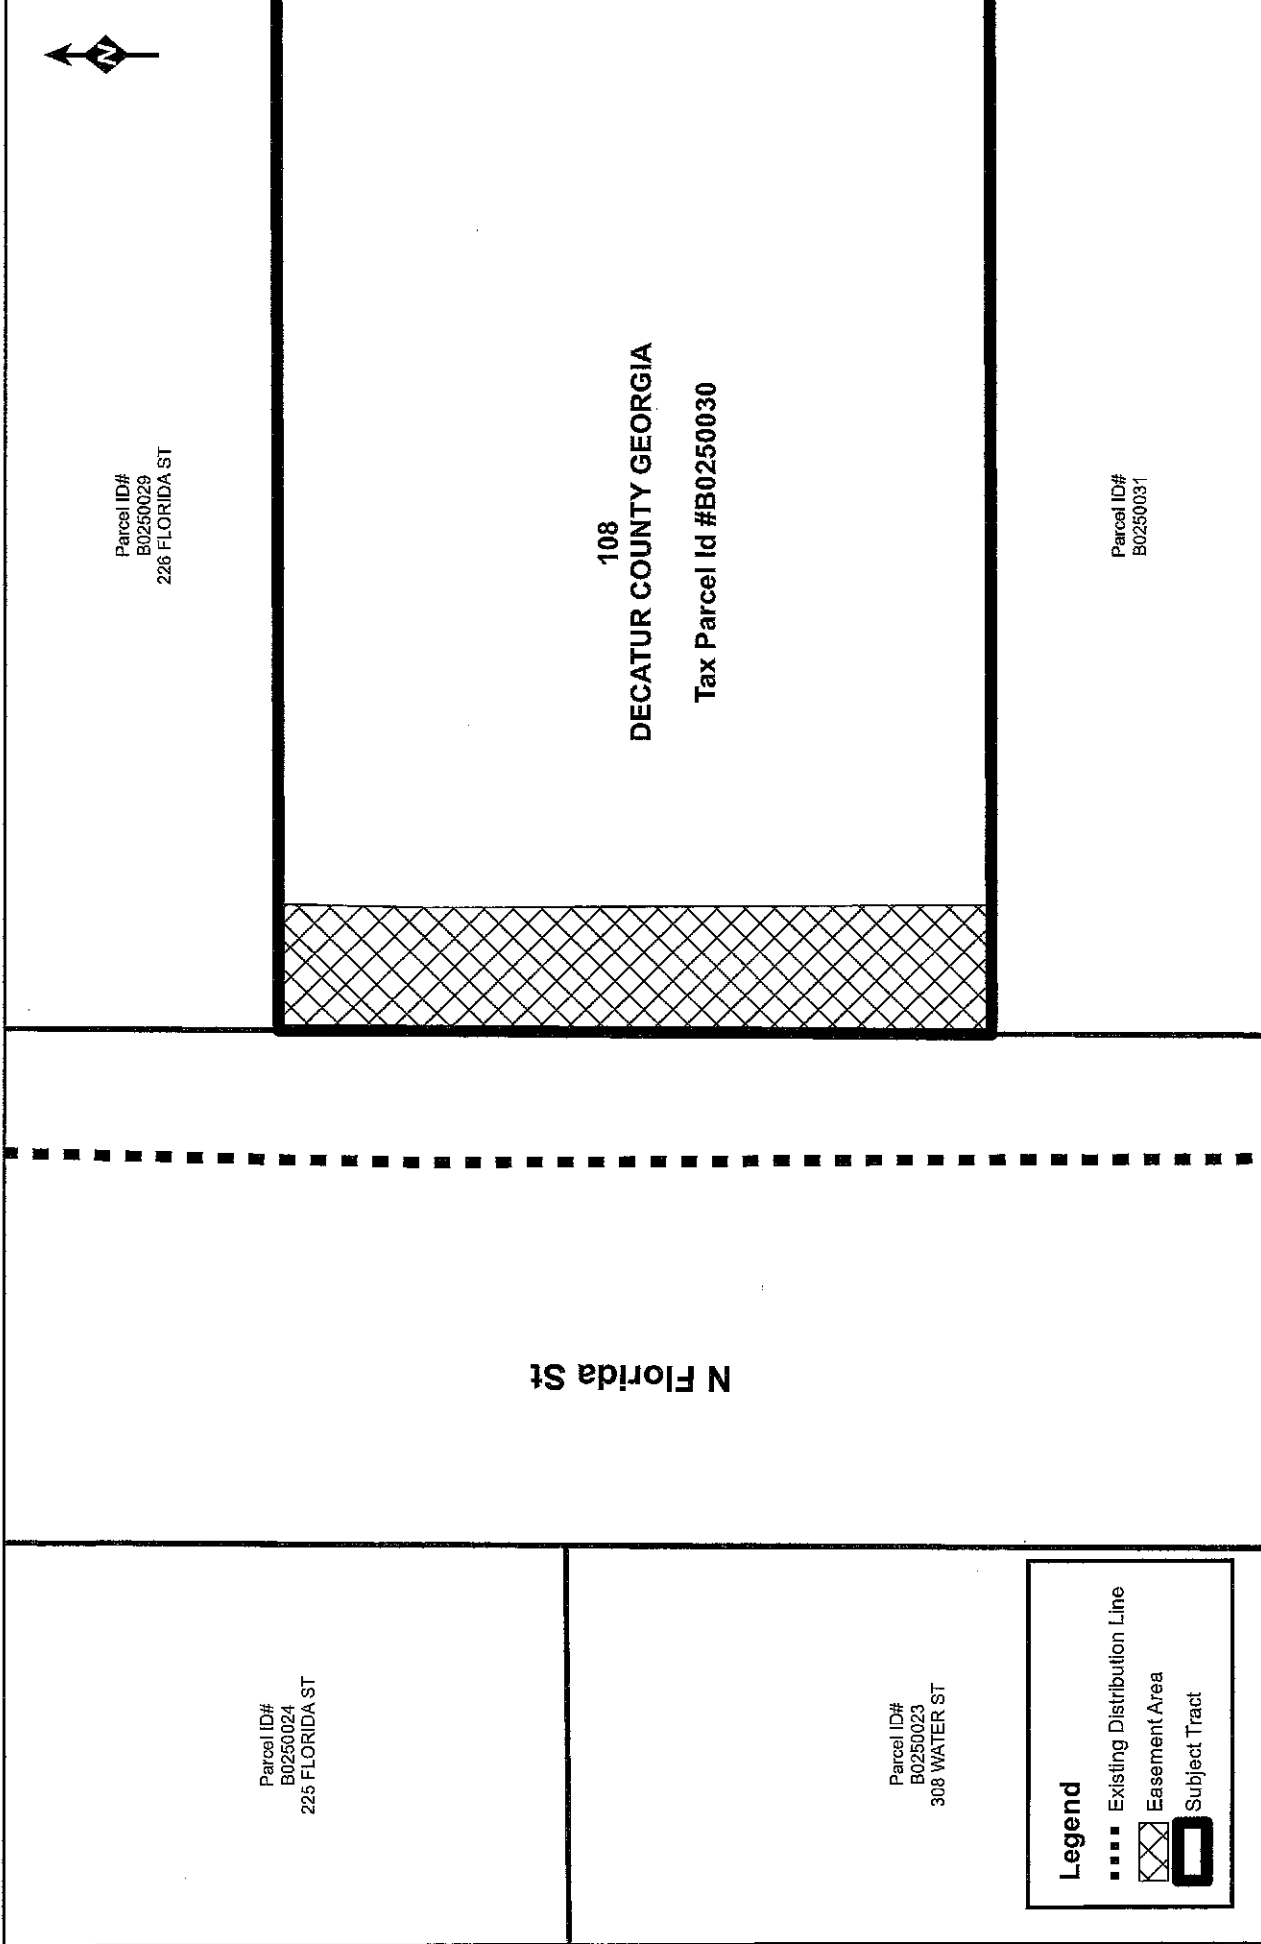 N
Parcel ID#
B0250029
226 FLORIDA ST
108
DECATUR COUNTY GEORGIA
Tax Parcel Id #B0250030
Parcel ID#
B0250031
N Florida St
Parcel ID#
B0250024
225 FLORIDA ST
Parcel ID#
B0250023
308 WATER ST
Legend
Existing Distribution Line
Easement Area
Subject Tract